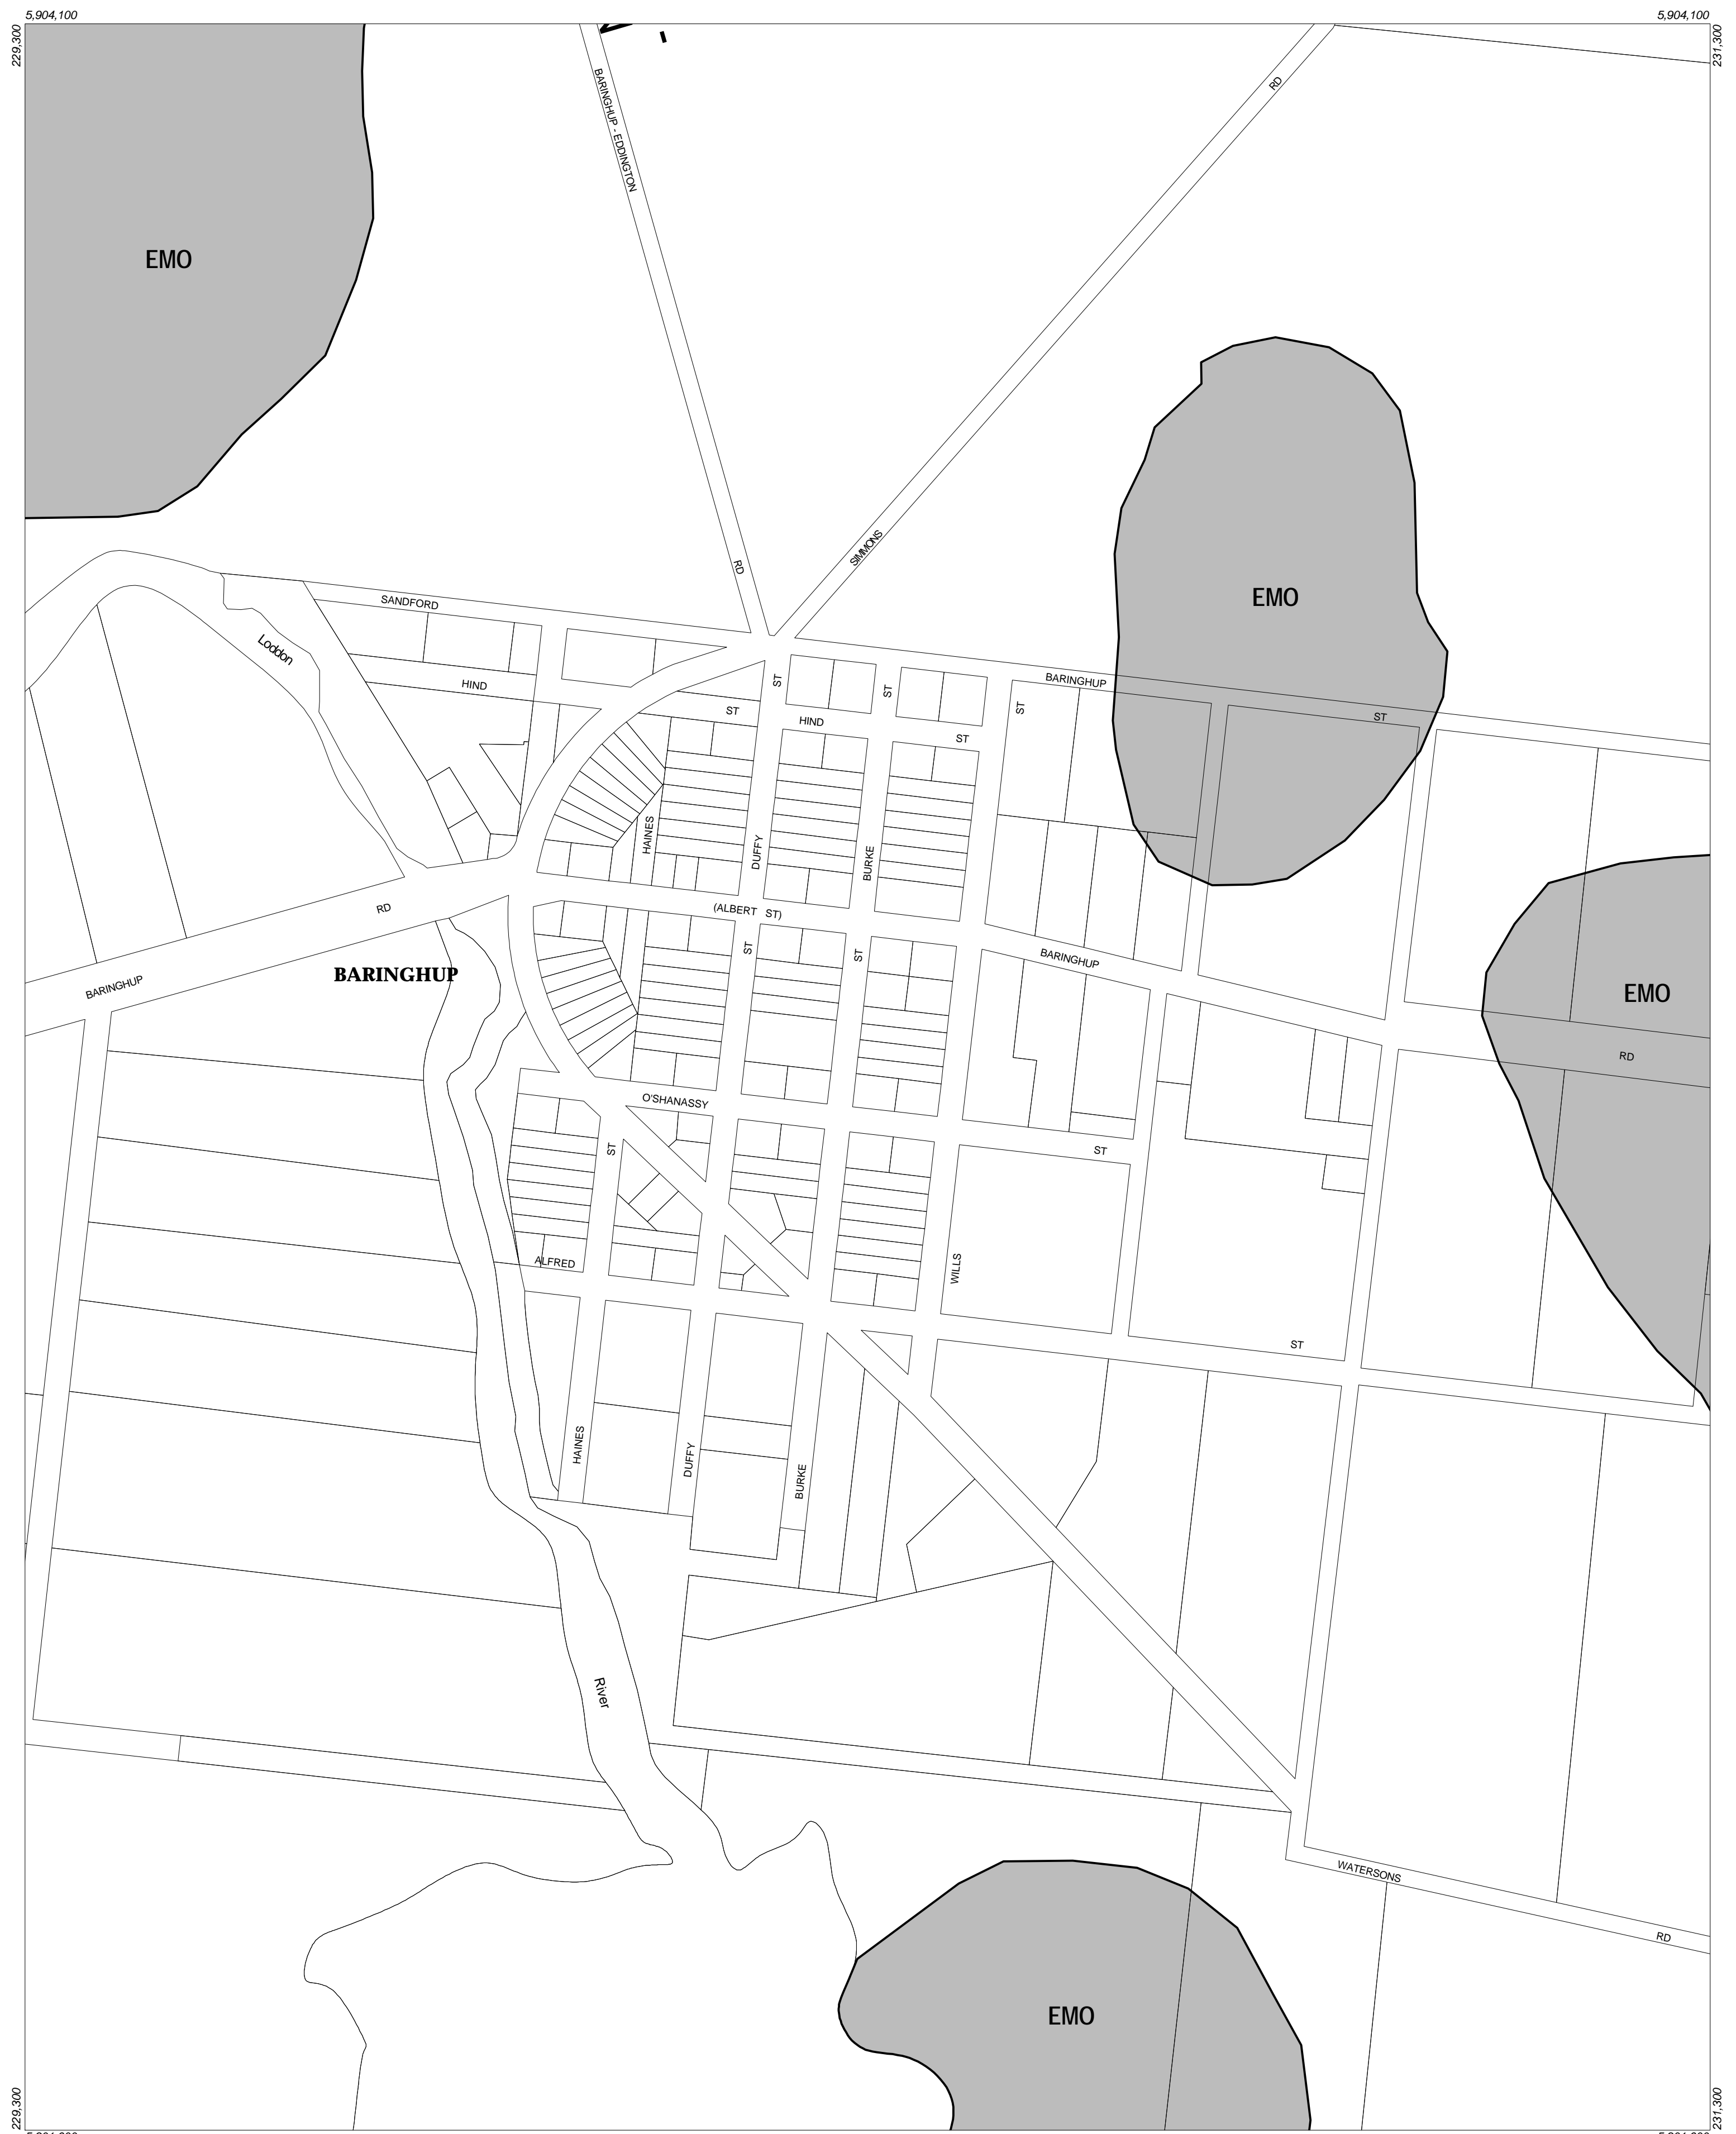 5,904,100
5,904,100
229,300
231,300
BARINGHUP - EDDINGTON
RD
EMO
EMO
RD
SIMMONS
SANDFORD
Loddon
HIND
ST
ST
ST
BARINGHUP
ST
ST
HIND
ST
ST
HAINES
DUFFY
BURKE
RD
(ALBERT ST)
ST
ST
BARINGHUP
BARINGHUP
BARINGHUP
EMO
RD
O'SHANASSY
ST
ST
ALFRED
WILLS
ST
HAINES
DUFFY
BURKE
River
WATERSONS
RD
EMO
229,300
231,300